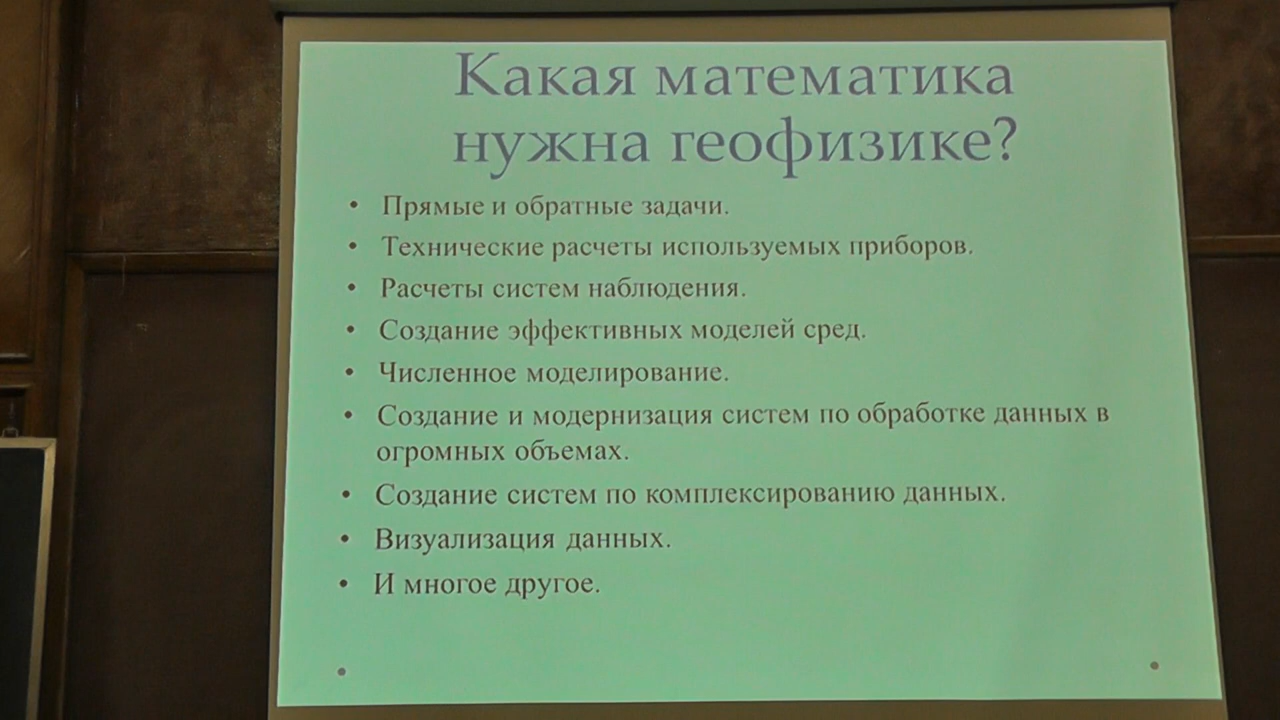 Какая математика
нужна геофизике?
• Прямые и обратные задачи.
• Технические расчеты используемых приборов.
• Расчеты систем наблюдения.
• Создание эффективных моделей сред.
• Численное моделирование.
• Создание и модернизация систем по обработке данных в
огромных объемах.
• Создание систем по комплексированию данных.
• Визуализация данных.
• И многое другое.